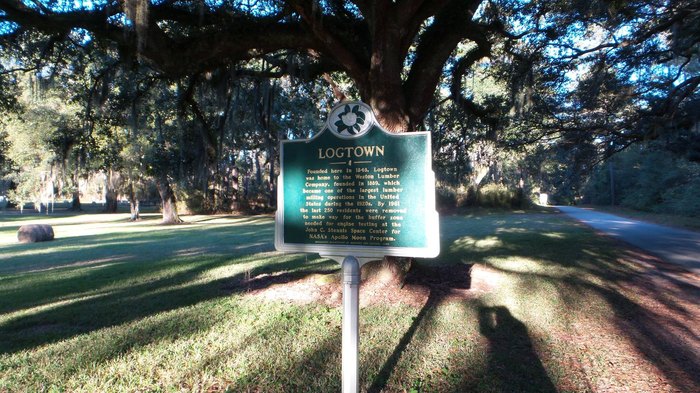 LOGTOWN
Founded here in 1845, Logtown
was home to the Weston Lumber
Company, founded in 1889, which
became one of the largest lumber
milling operations in the United
States during the 1920s. By 1961
the last 250 residents were removed
to make way for the buffer zone
needed for engine testing at the
John C. Stennis Space Center for
NASA's Apollo Moon Program.